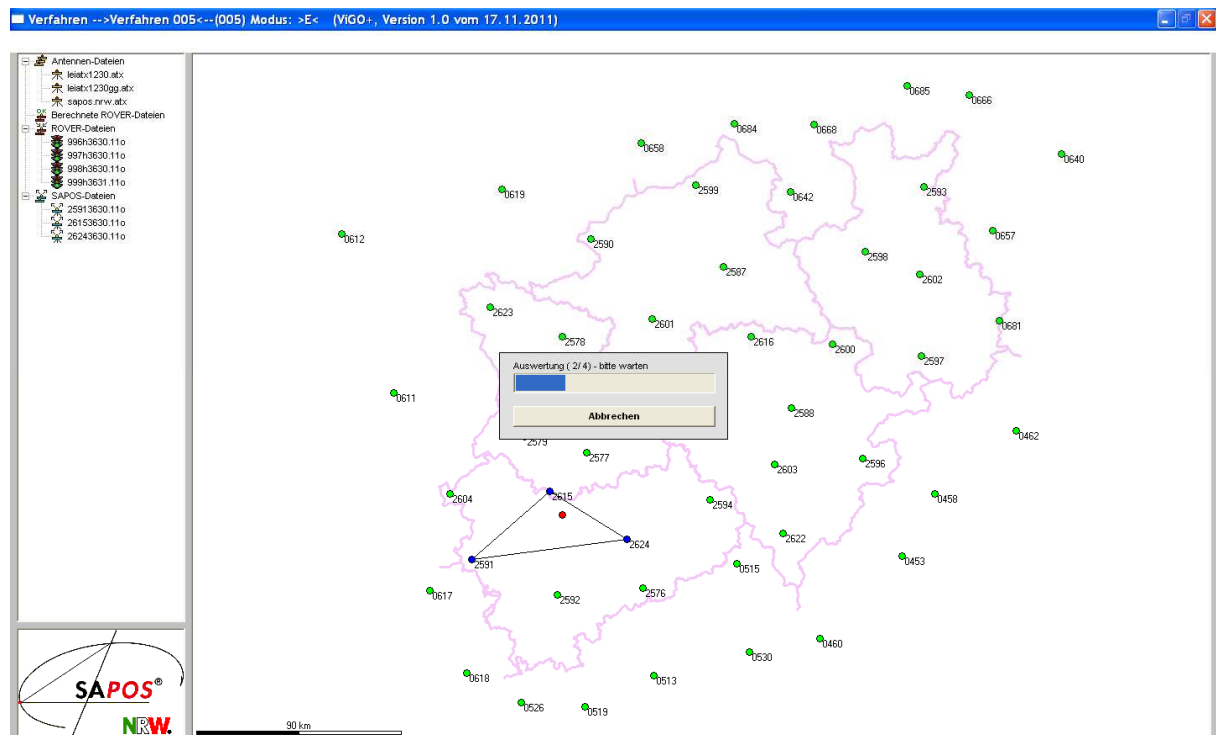 Verfahren -->Verfahren 005<--(005) Modus: >E< (ViGO+, Version 1.0 vom 17.11.2011)
Antennen-Dateien
leiatx1230.atx
leiatx1230gg.atx
sapos.nrw.atx
Berechnete ROVER-Dateien
ROVER-Dateien
996h3630.11o
997h3630.11o
998h3630.11o
999h3631.11o
SAPOS-Dateien
25913630.11o
26153630.11o
26243630.11o
0685
0666
0684
0668
0658
0640
0619
2599
0642
2593
0612
2590
0657
2598
2587
2602
2623
2601
0681
2578
2616
2600
2597
Auswertung ( 2/ 4) - bitte warten
Abbrechen
0611
2588
0462
2579
2577
2603
2596
2604
2615
2594
0458
2622
2624
2591
0515
0453
0617
2592
2576
0460
0530
0618
0513
0526
0519
SAPOS®
NRW.
90 km